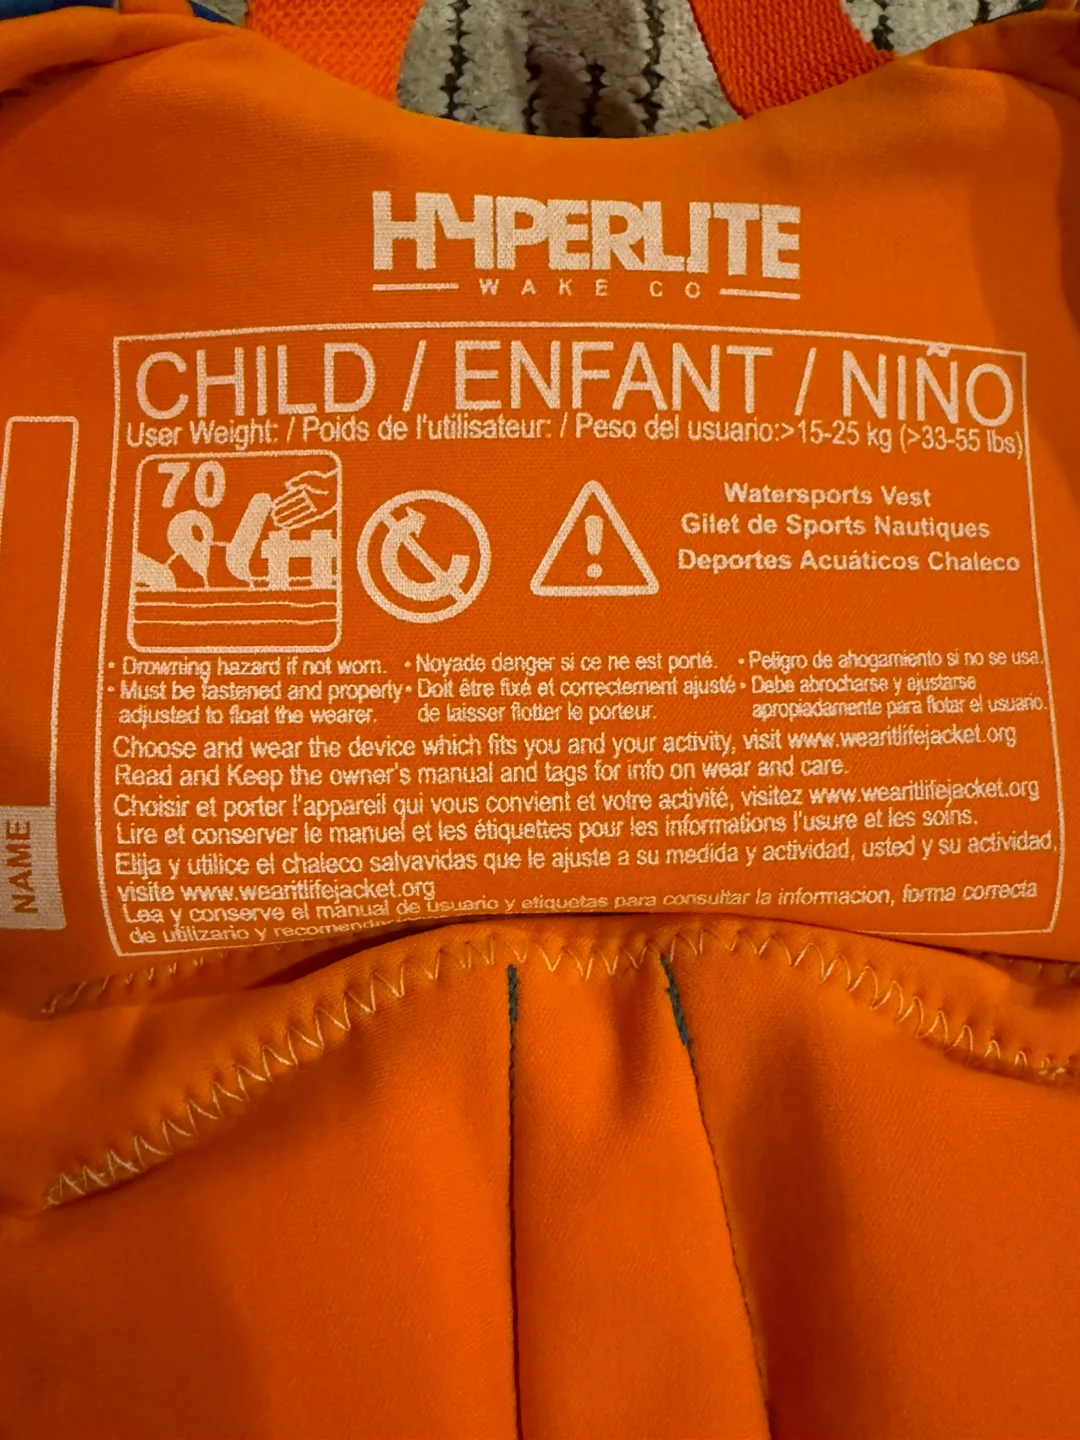 HYPERLITE
WAKE CO
CHILD / ENFANT / NIÑO
User Weight: / Poids de l'utilisateur: / Peso del usuario:>15-25 kg (>33-55 lbs)
70
Watersports Vest
Gilet de Sports Nautiques
Deportes Acuáticos Chaleco
• Drowning hazard if not worn. • Noyade danger si ce ne est porté. • Peligro de ahogamiento si no se usa.
• Must be fastened and properly • Doit être fixé et correctement ajusté • Debe abrocharse y ajustarse
adjusted to float the wearer. de laisser flotter le porteur. apropiadamente para flotar el usuario.
Choose and wear the device which fits you and your activity, visit www.wearitlifejacket.org
Read and Keep the owner's manual and tags for info on wear and care.
Choisir et porter l'appareil qui vous convient et votre activité, visitez www.wearitlifejacket.org
Lire et conserver le manuel et les étiquettes pour les informations l'usure et les soins.
Elija y utilice el chaleco salvavidas que le ajuste a su medida y actividad, usted y su actividad,
visite www.wearitlifejacket.org
Lea y conserve el manual de usuario y etiquetas para consultar la informacion, forma correcta
de utilizario y
NAME